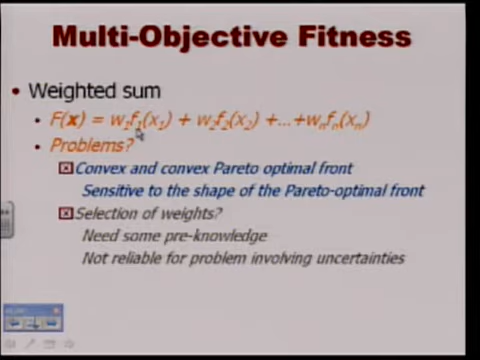 Multi-Objective Fitness
• Weighted sum
• F(x) = w1f1(x1) + w2f2(x2) +...+wnfn(xn)
• Problems?
Convex and convex Pareto optimal front
Sensitive to the shape of the Pareto-optimal front
Selection of weights?
Need some pre-knowledge
Not reliable for problem involving uncertainties